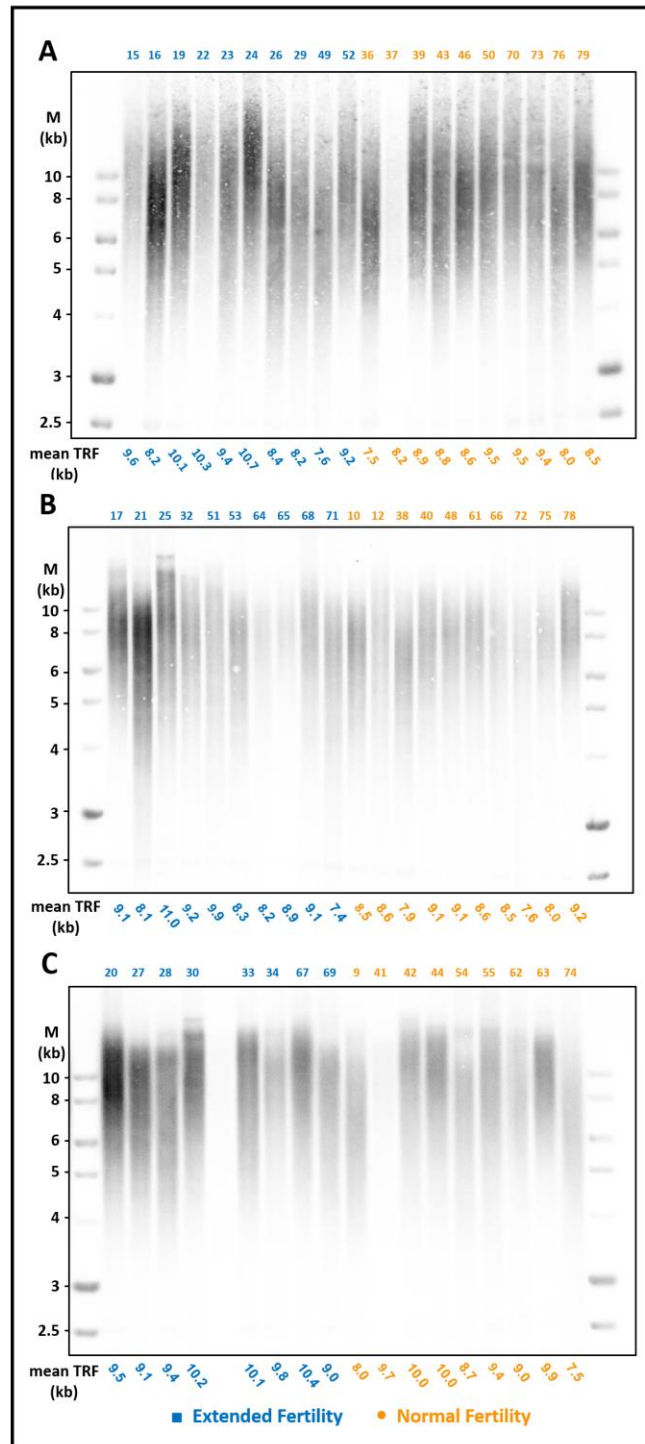 A
15 16 19 22 23 24 26 29 49 52 36 37 39 43 46 50 70 73 76 79
M
(kb)
10
8
6
5
4
3
2.5
mean TRF
(kb)
9.6 8.2 10.1 10.3 9.4 10.7 8.4 8.2 7.6 9.2 7.5 8.2 8.9 8.8 8.6 9.5 9.5 9.4 8.0 8.5
B
17 21 25 32 51 53 64 65 68 71 10 12 38 40 48 61 66 72 75 78
M
(kb)
10
8
6
5
4
3
2.5
mean TRF
(kb)
9.1 8.1 11.0 9.2 9.9 8.3 8.2 8.9 9.1 7.4 8.5 8.6 7.9 9.1 9.1 8.6 8.5 7.6 8.0 9.2
C
20 27 28 30 33 34 67 69 9 41 42 44 54 55 62 63 74
M
(kb)
10
8
6
5
4
3
2.5
mean TRF
(kb)
9.5 9.1 9.4 10.2 10.1 9.8 10.4 9.0 8.0 9.7 10.0 10.0 8.7 9.4 9.0 9.9 7.5
Extended Fertility Normal Fertility